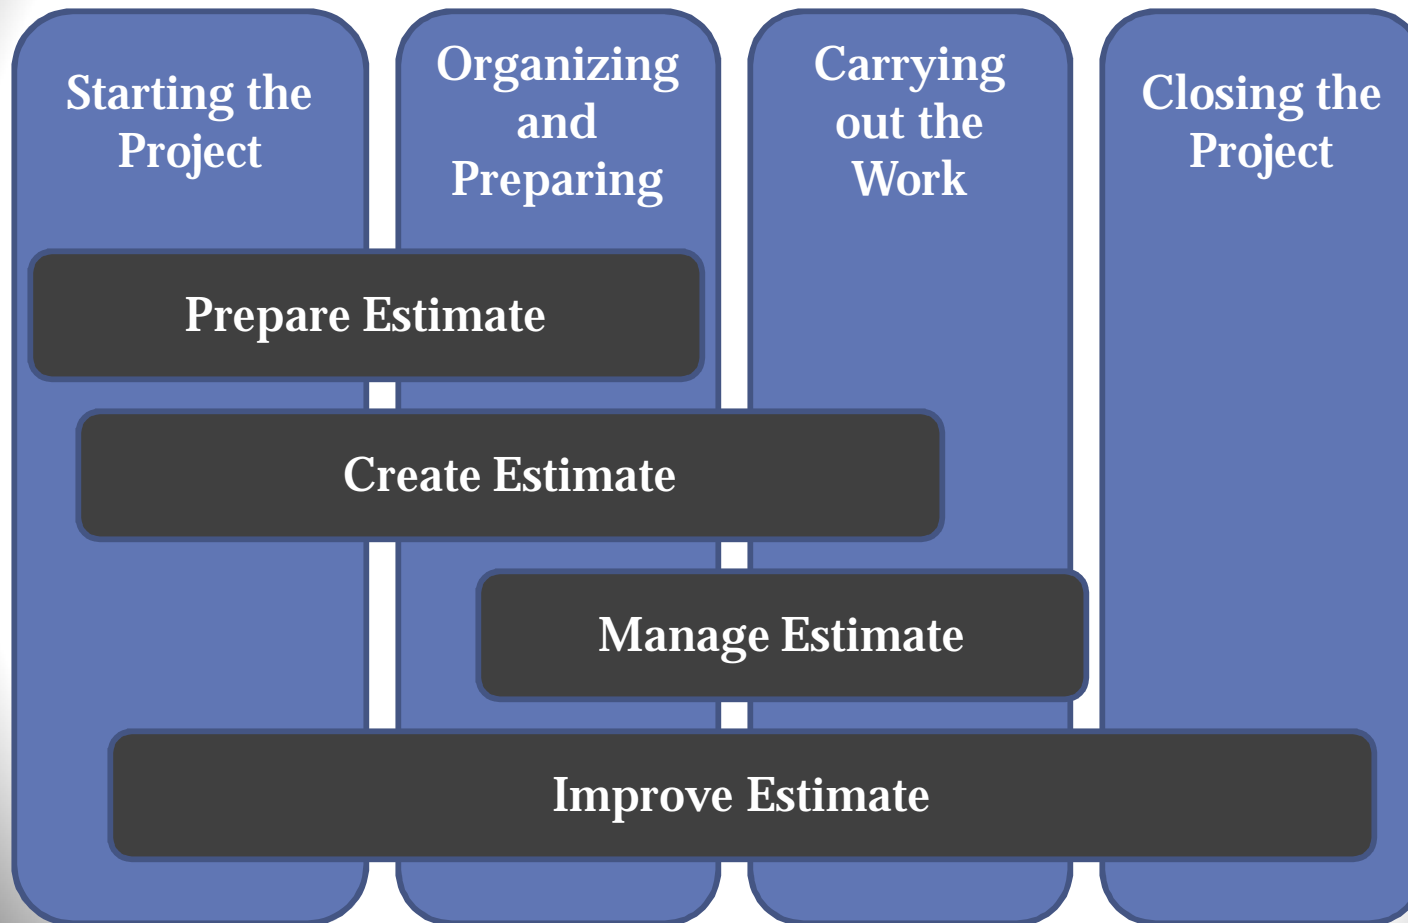 Starting the
Project
Organizing
and
Preparing
Carrying
out the
Work
Closing the
Project
Prepare Estimate
Create Estimate
Manage Estimate
Improve Estimate